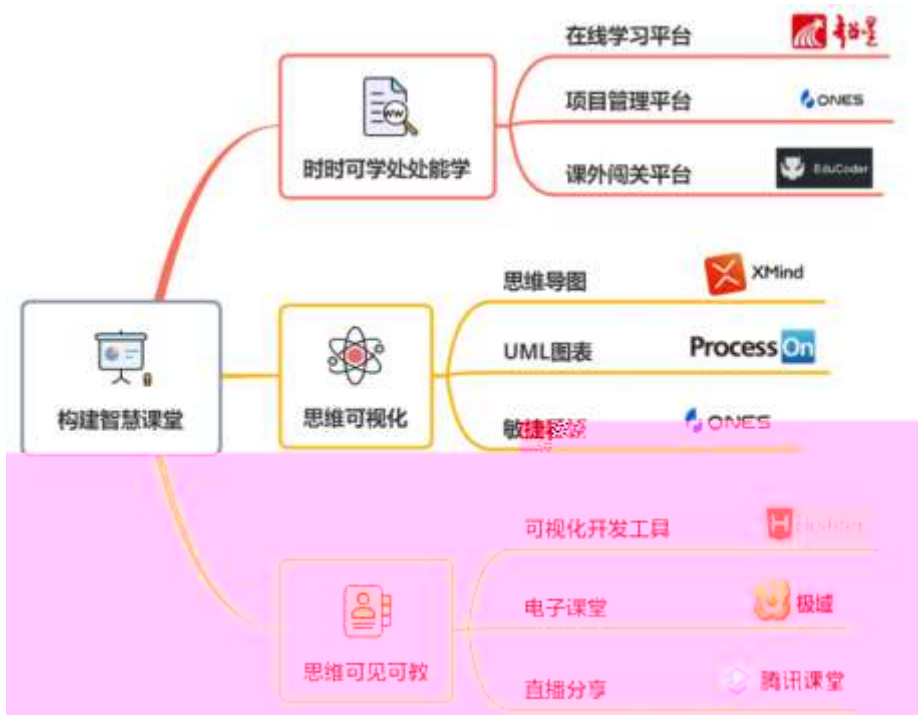 在线学习平台
项目管理平台 ONES
时时可学处处能学
课外闯关平台 EduCoder
思维导图 XMind
UML图表 Process On
构建智慧课堂
思维可视化
敏捷 ONES
可视化开发工具
电子课堂 极域
思维可见可教
直播分享 腾讯课堂